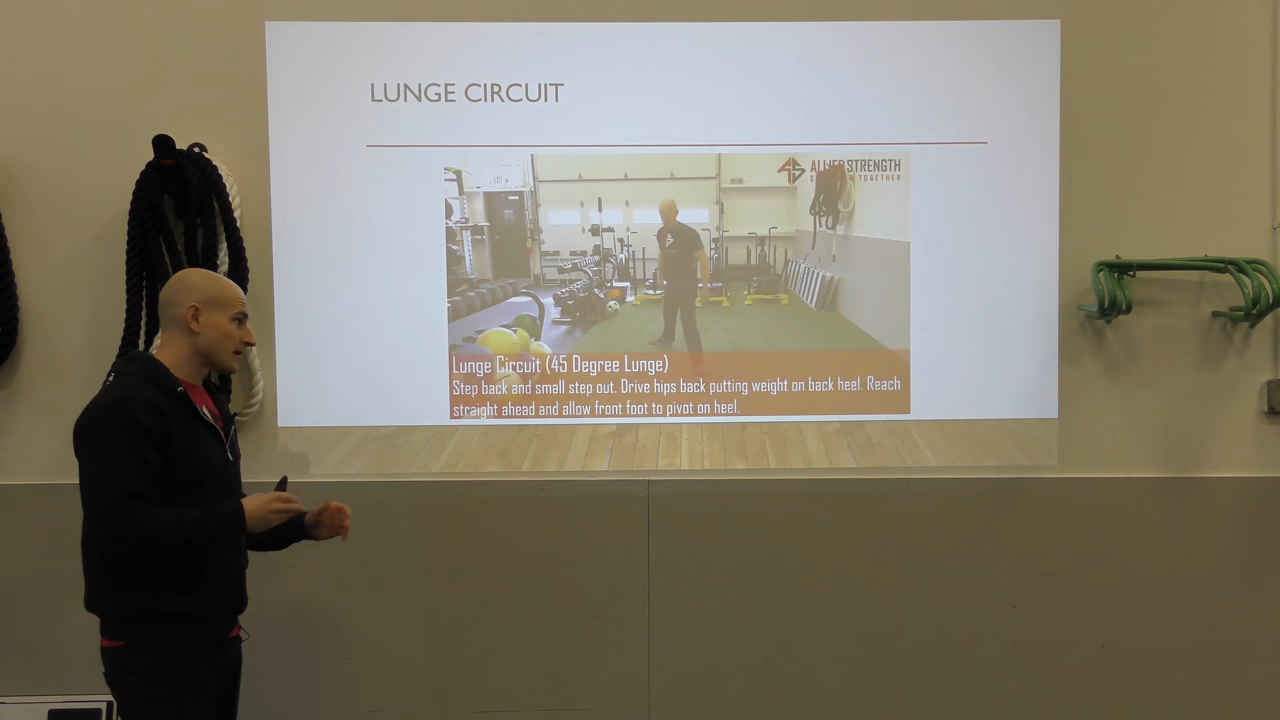 LUNGE CIRCUIT
ALLIED STRENGTH
TOGETHER
Lunge Circuit (45 Degree Lunge)
Step back and small step out. Drive hips back putting weight on back heel. Reach
straight ahead and allow front foot to pivot on heel.